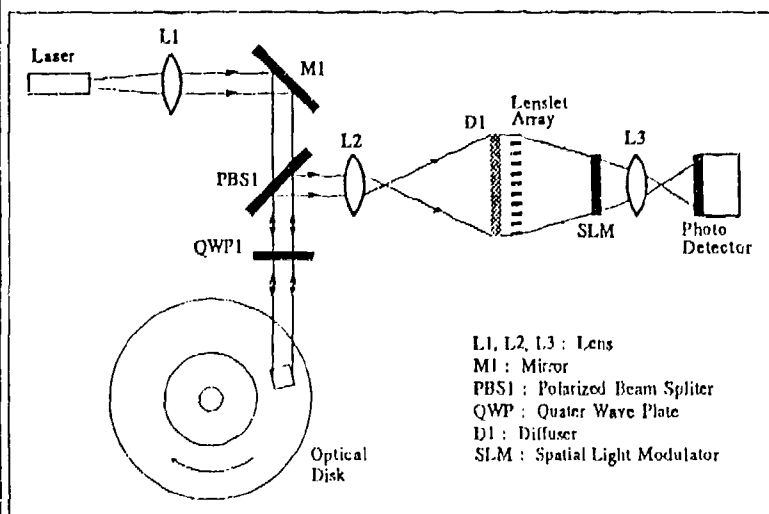 L1
Laser
M1
Lenslet
Array
D1
L2
L3
PBS1
SLM
Photo
Detector
QWP1
L1, L2, L3 : Lens
M1 : Mirror
PBS1 : Polarized Beam Spliter
QWP : Quater Wave Plate
D1 : Diffuser
SLM : Spatial Light Modulator
Optical
Disk